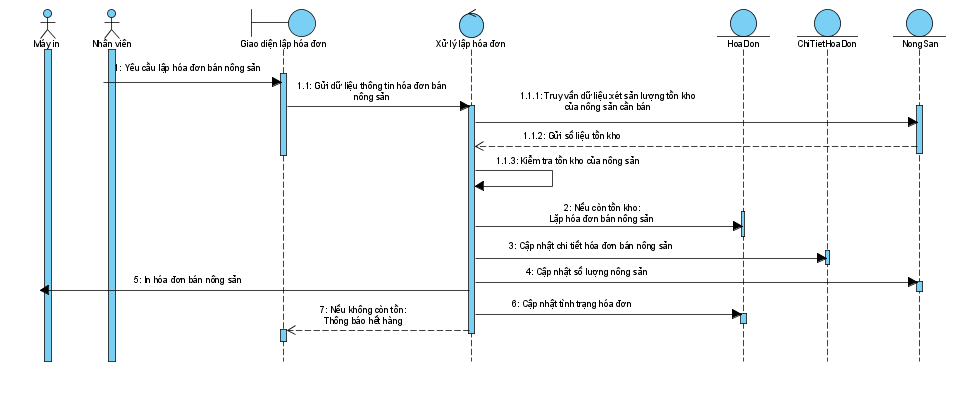 Máy in
Nhân viên
Giao diện lập hóa đơn
Xử lý lập hóa đơn
HoaDon
ChiTietHoaDon
NongSan
1: Yêu cầu lập hóa đơn bán nông sản
1.1: Gửi dữ liệu thông tin hóa đơn bán
nông sản
1.1.1: Truy vấn dữ liệu xét sản lượng tồn kho
của nông sản cần bán
1.1.2: Gửi số liệu tồn kho
1.1.3: Kiểm tra tồn kho của nông sản
2: Nếu còn tồn kho:
Lập hóa đơn bán nông sản
3: Cập nhật chi tiết hóa đơn bán nông sản
4: Cập nhật số lượng nông sản
5: In hóa đơn bán nông sản
6: Cập nhật tình trạng hóa đơn
7: Nếu không còn tồn:
Thông báo hết hàng